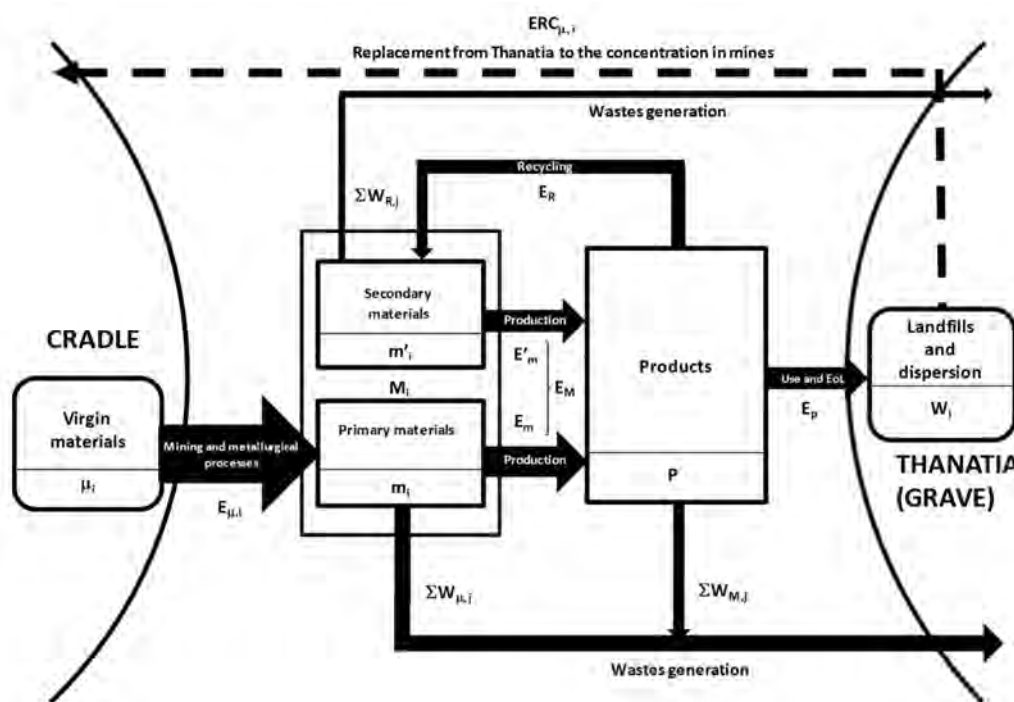 ERCμ, i
Replacement from Thanatia to the concentration in mines
Wastes generation
Recycling
ΣWR,j
ER
Secondary
materials
m'i
Production
E'm
Mi
EM
Em
Primary materials
mi
Production
Products
P
CRADLE
Virgin
materials
μi
Mining and metallurgical
processes
Eμ,i
Use and EoL
Ep
Landfills
and
dispersion
Wj
THANATIA
(GRAVE)
ΣWμ,j
ΣWM,j
Wastes generation